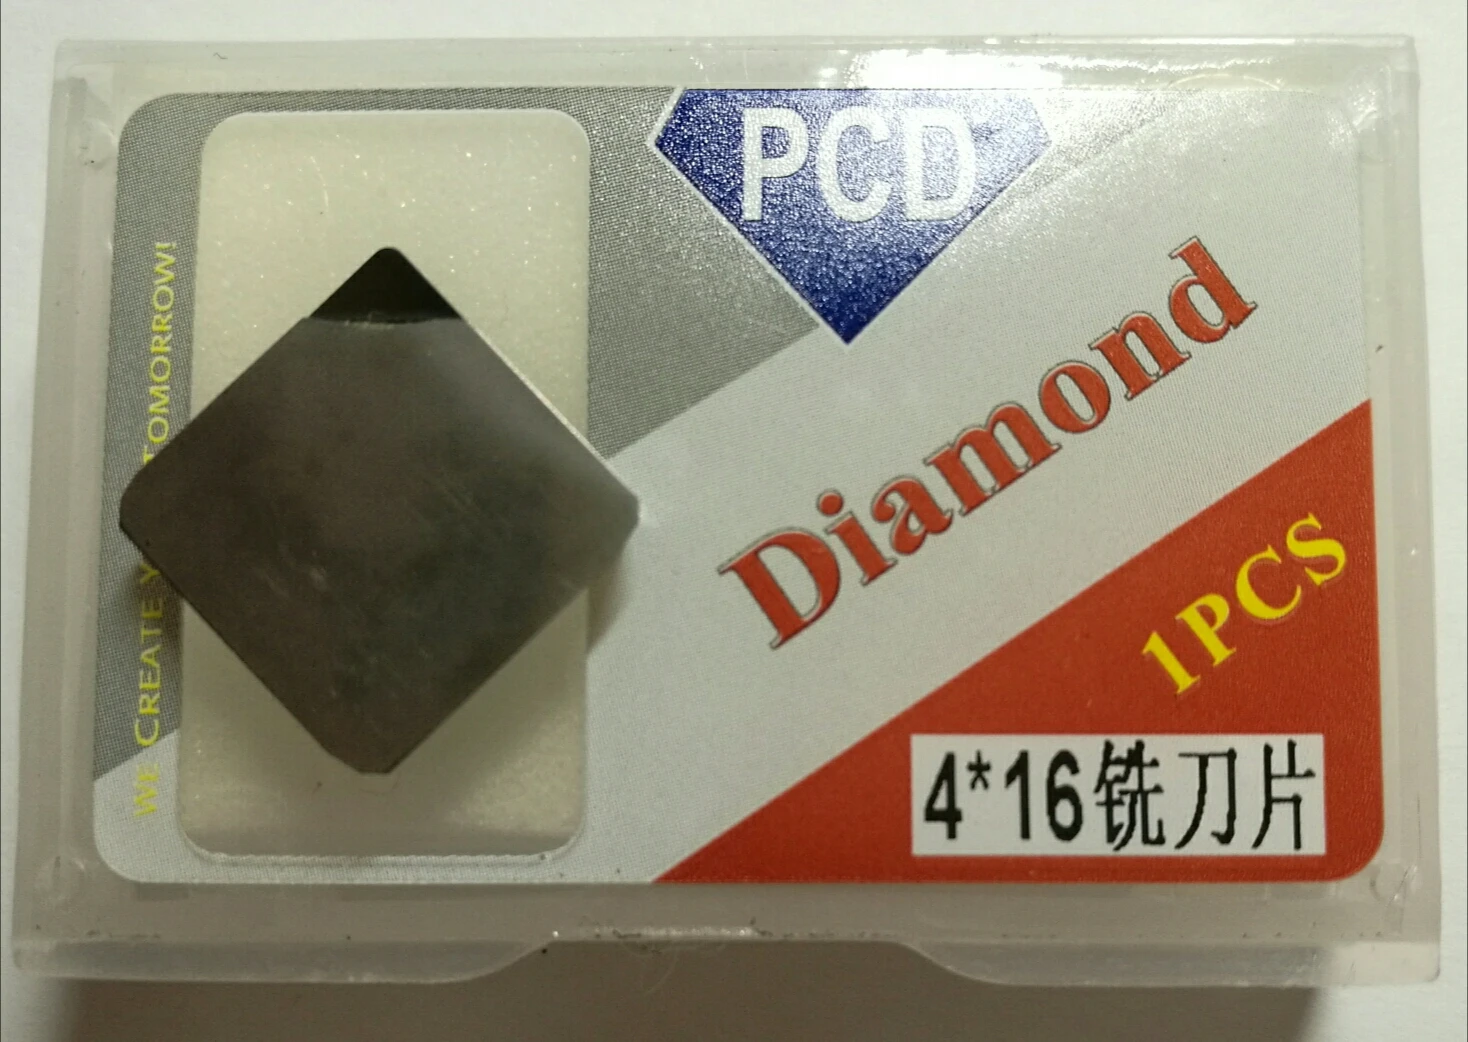 PCD
Diamond
1PCS
4*16铣刀片
WE CREATE Y TOMORROW!